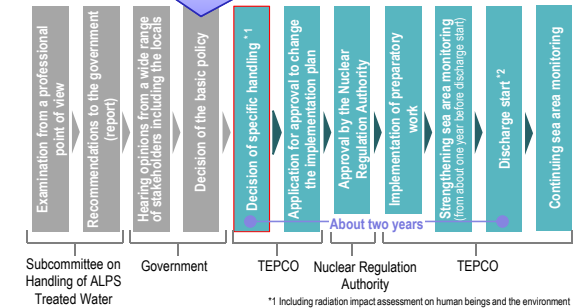 Examination from a professional
point of view
Recommendations to the government
(report)
Hearing opinions from a wide range
of stakeholders including the locals
Decision of the basic policy
Decision of specific handling *1
Application for approval to change
the implementation plan
Approval by the Nuclear
Regulation Authority
Implementation of preparatory
work
Strengthening sea area monitoring
(from about one year before discharge start)
Discharge start *2
Continuing sea area monitoring
About two years
Subcommittee on
Handling of ALPS
Treated Water
Government
TEPCO
Nuclear Regulation
Authority
TEPCO
*1 Including radiation impact assessment on human beings and the environment